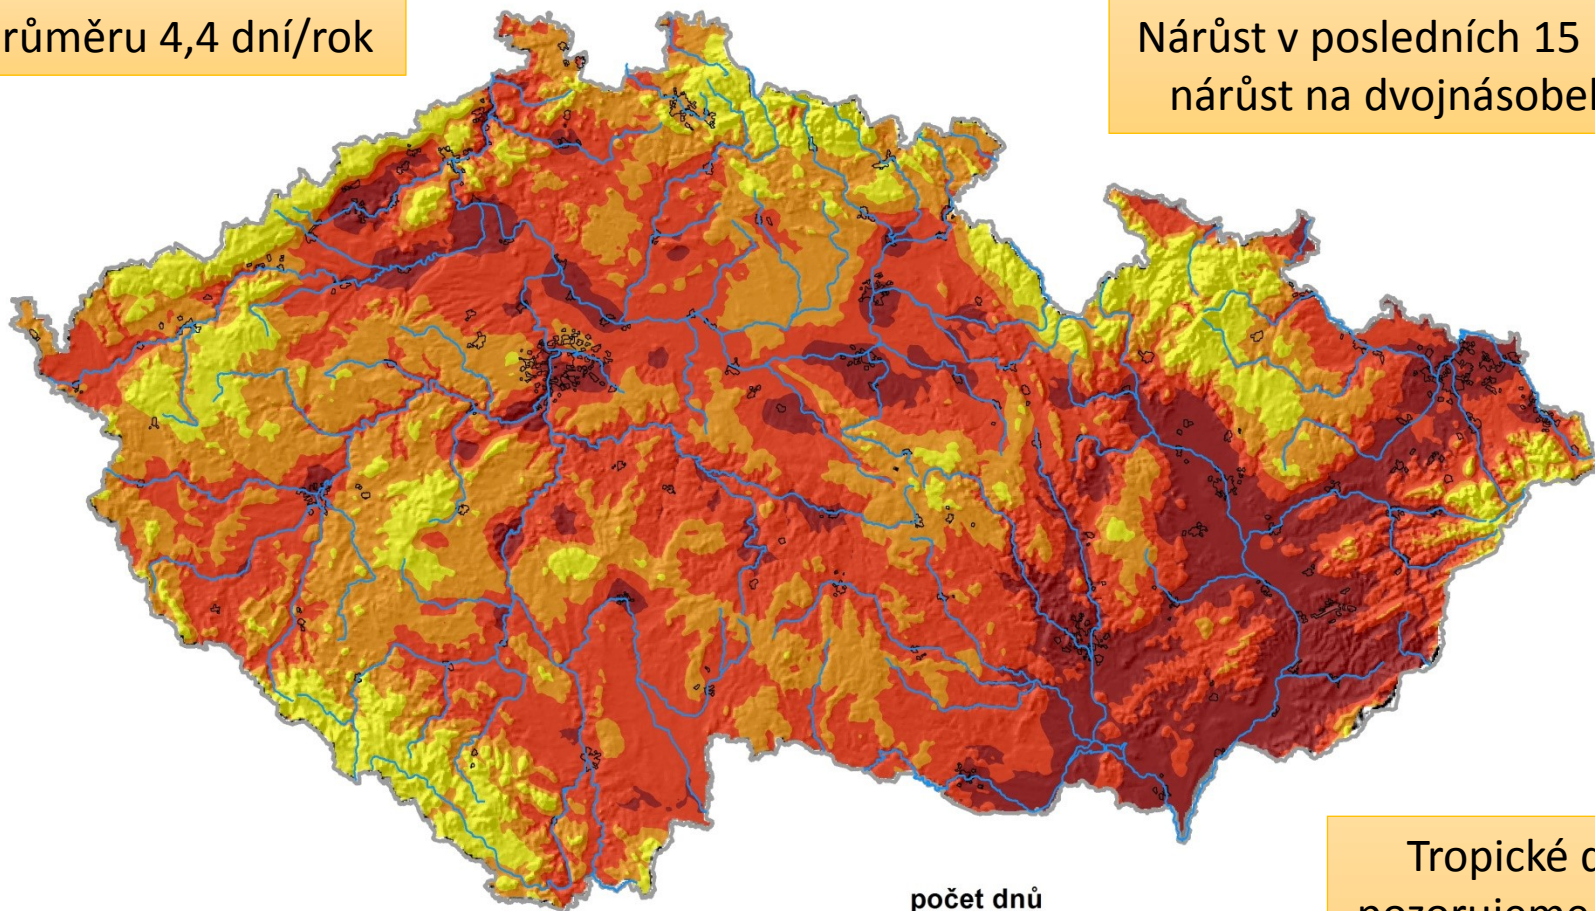 růměru 4,4 dní/rok
Nárůst v posledních 15
nárůst na dvojnásobe
počet dnů
Tropické